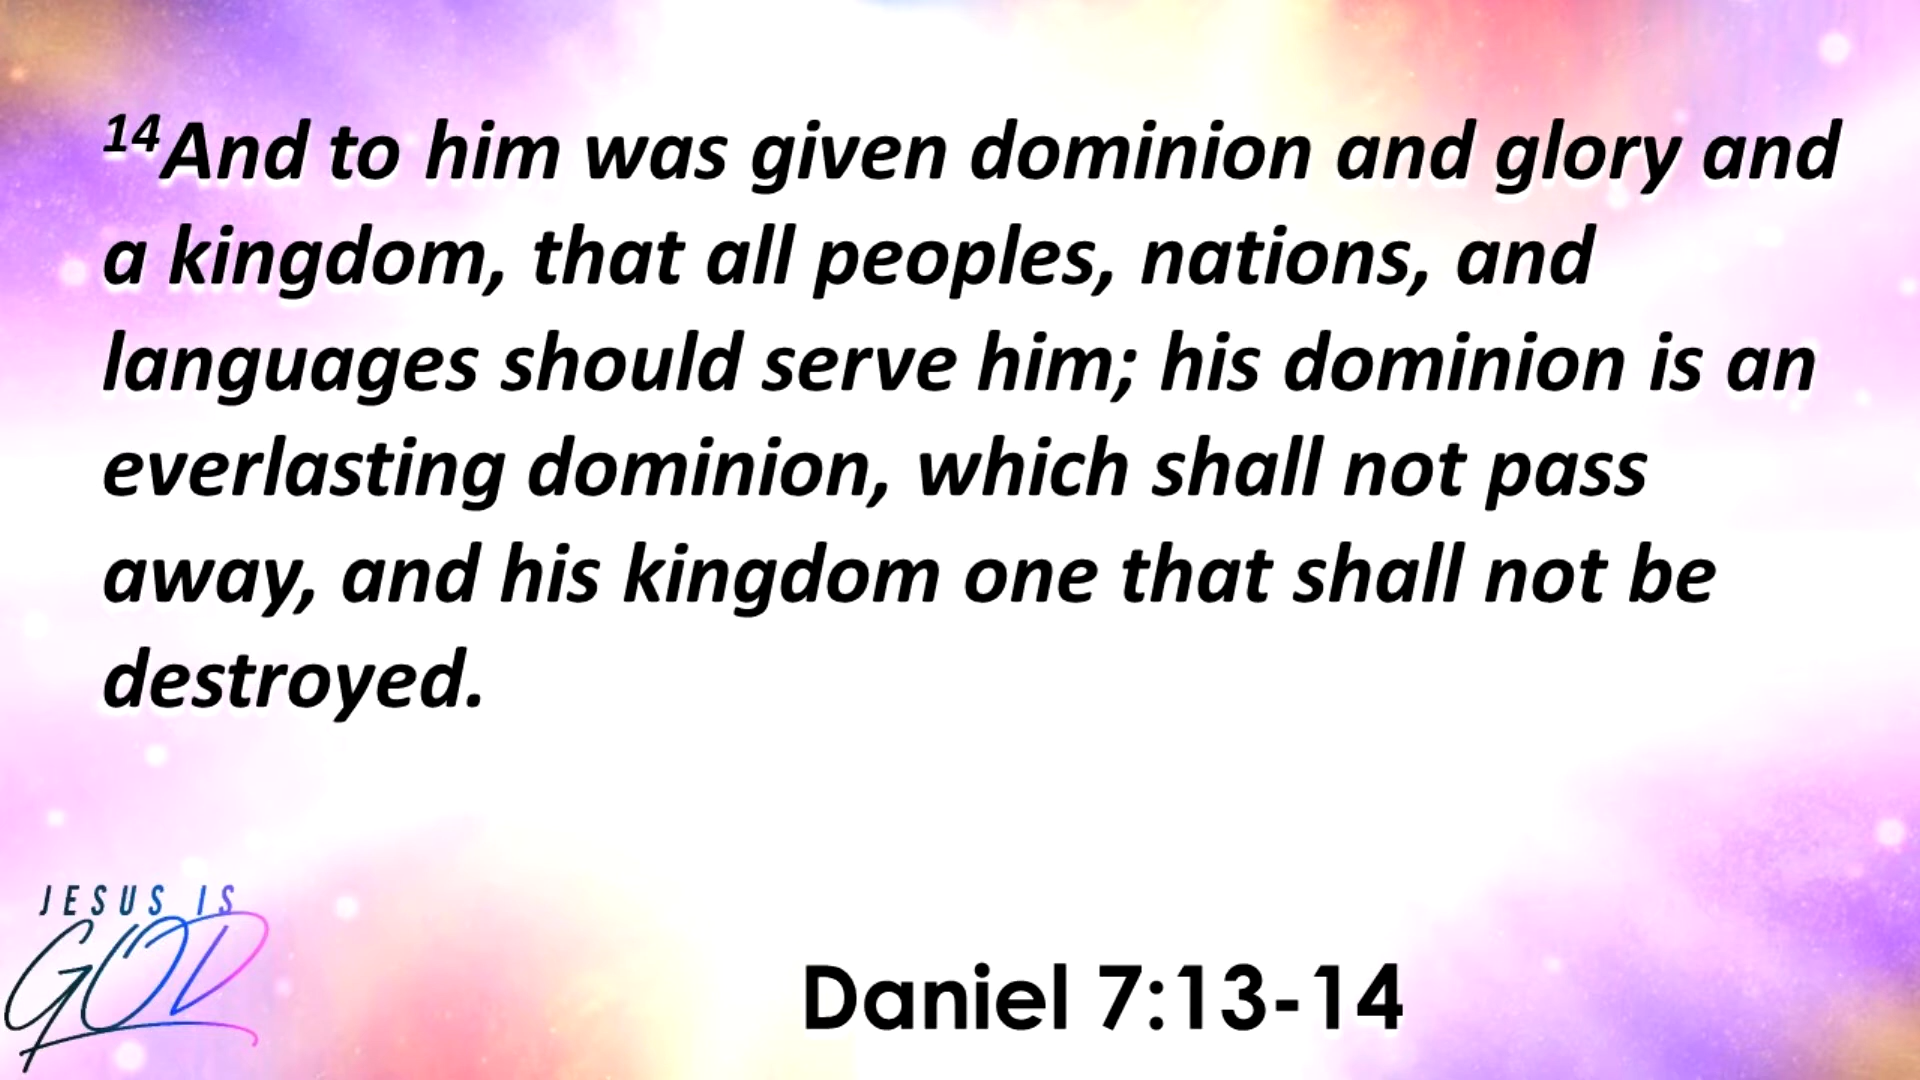 14And to him was given dominion and glory and
a kingdom, that all peoples, nations, and
languages should serve him; his dominion is an
everlasting dominion, which shall not pass
away, and his kingdom one that shall not be
destroyed.
JESUS IS
GOD
Daniel 7:13-14